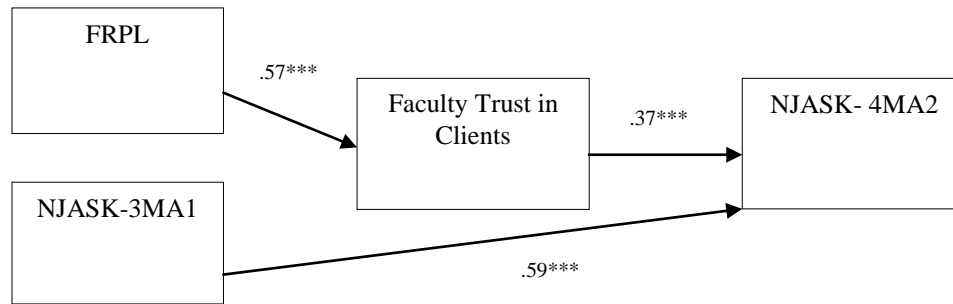 FRPL
.57***
Faculty Trust in
Clients
.37***
NJASK- 4MA2
NJASK-3MA1
.59***